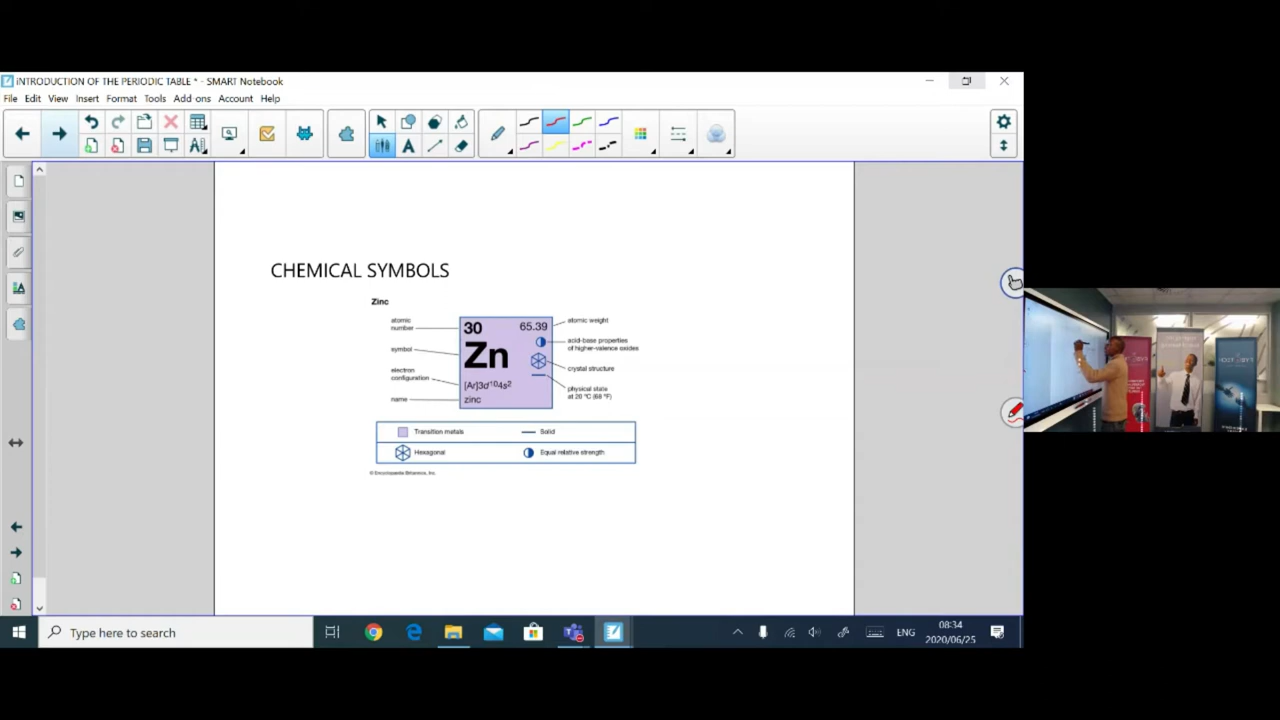 INTRODUCTION OF THE PERIODIC TABLE * - SMART Notebook
File Edit View Insert Format Tools Add-ons Account Help
CHEMICAL SYMBOLS
Zinc
atomic
number
symbol
electron
configuration
name
30
65.39
Zn
[Ar]3d¹⁰4s²
zinc
atomic weight
acid-base properties
of higher-valence oxides
crystal structure
physical state
at 20 °C (68 °F)
Transition metals
Solid
Hexagonal
Equal relative strength
© Encyclopædia Britannica, Inc.
Type here to search
ENG
08:34
2020/06/25